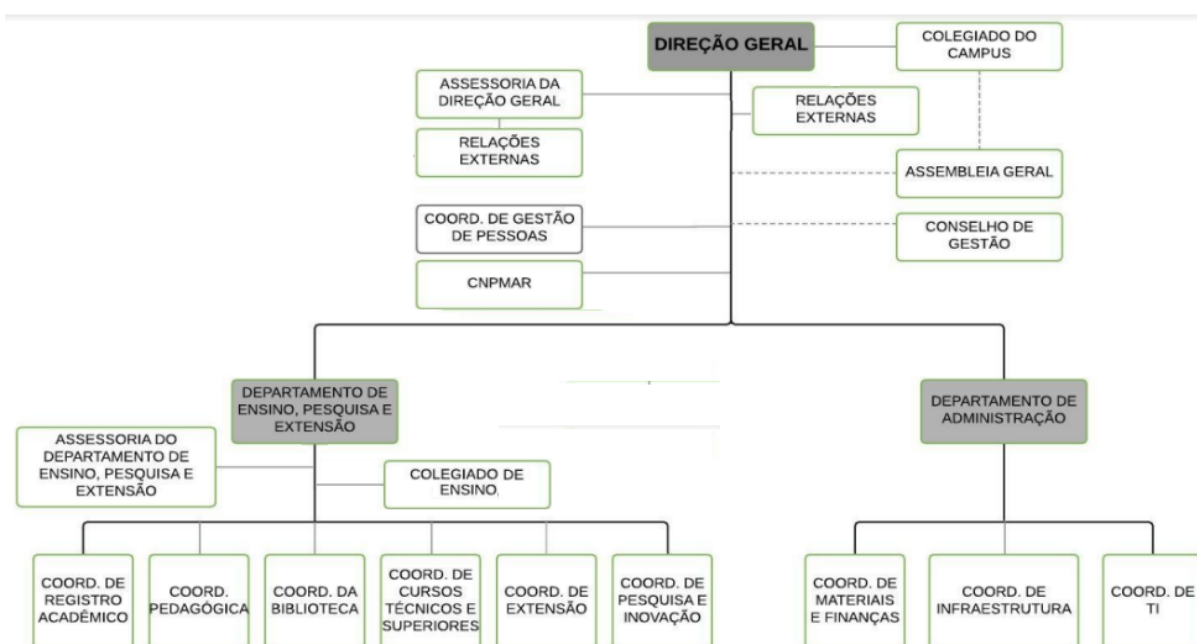 DIREÇÃO GERAL
COLEGIADO DO
CAMPUS
ASSESSORIA DA
DIREÇÃO GERAL
RELAÇÕES
EXTERNAS
RELAÇÕES
EXTERNAS
ASSEMBLEIA GERAL
COORD. DE GESTÃO
DE PESSOAS
CONSELHO DE
GESTÃO
CNPMAR
DEPARTAMENTO DE
ENSINO, PESQUISA E
EXTENSÃO
DEPARTAMENTO DE
ADMINISTRAÇÃO
ASSESSORIA DO
DEPARTAMENTO DE
ENSINO, PESQUISA E
EXTENSÃO
COLEGIADO DE
ENSINO.
COORD. DE
REGISTRO
ACADÊMICO
COORD.
PEDAGÓGICA
COORD. DA
BIBLIOTECA
COORD. DE
CURSOS
TÉCNICOS E
SUPERIORES
COORD. DE
EXTENSÃO
COORD. DE
PESQUISA E
INOVAÇÃO
COORD. DE
MATERIAIS
E FINANÇAS
COORD. DE
INFRAESTRUTURA
COORD. DE
TI